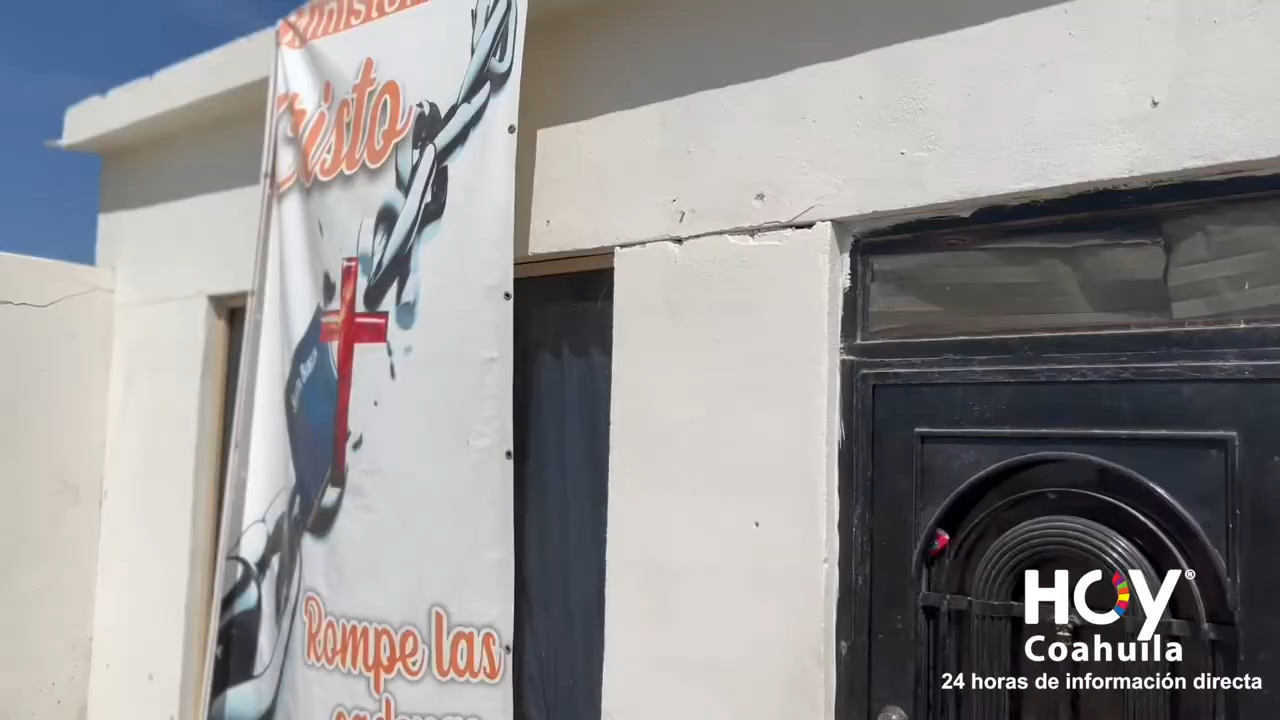 Cristo
Rompe las
HOY®
Coahuila
24 horas de información directa